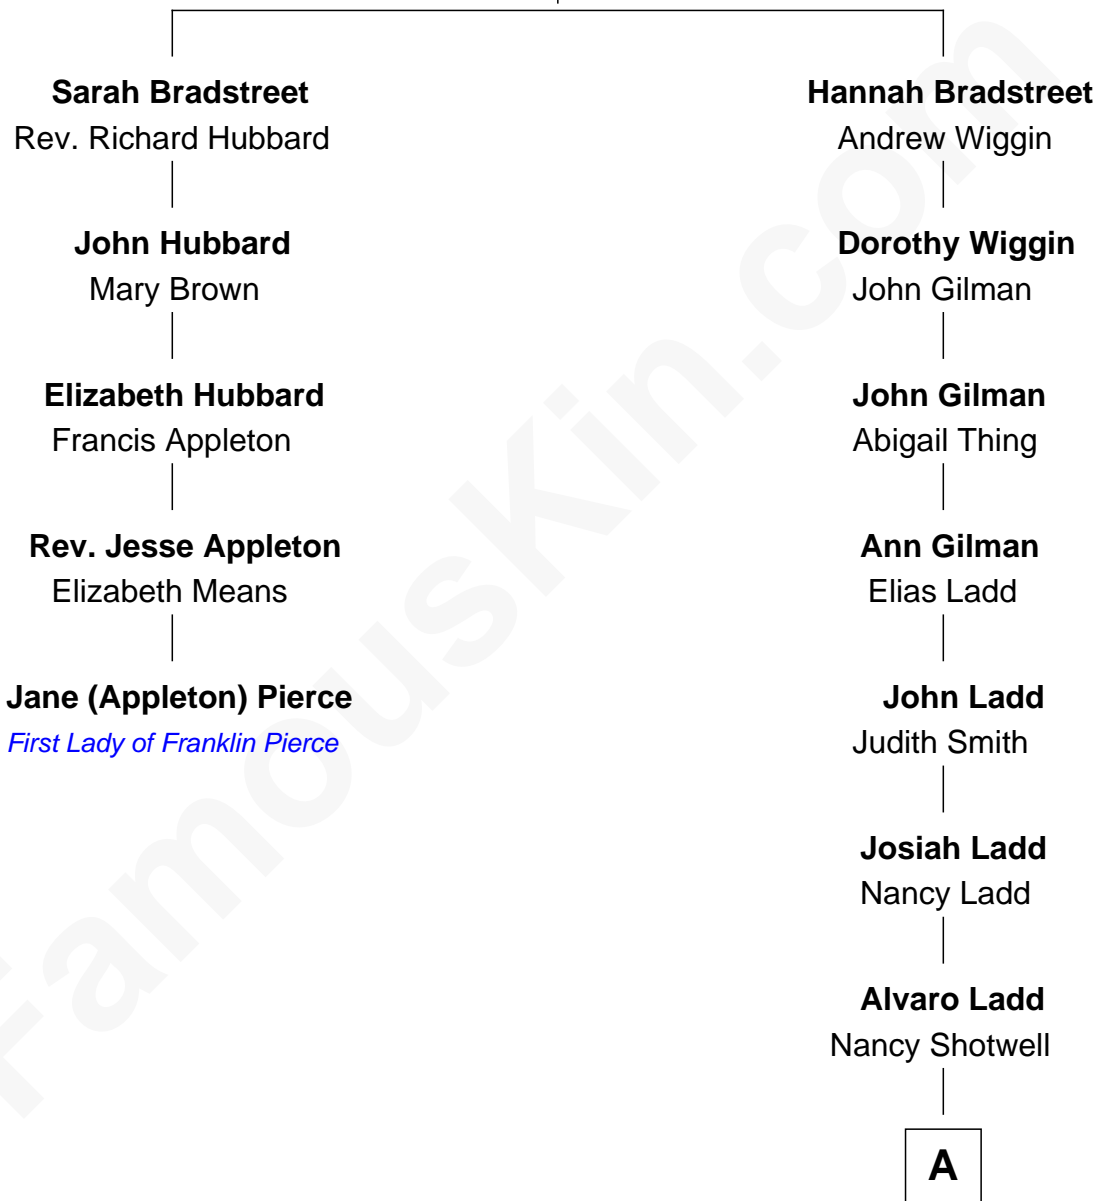 Sarah Bradstreet
Rev. Richard Hubbard
John Hubbard
Mary Brown
Elizabeth Hubbard
Francis Appleton
Rev. Jesse Appleton
Elizabeth Means
Jane (Appleton) Pierce
First Lady of Franklin Pierce
Hannah Bradstreet
Andrew Wiggin
Dorothy Wiggin
John Gilman
John Gilman
Abigail Thing
Ann Gilman
Elias Ladd
John Ladd
Judith Smith
Josiah Ladd
Nancy Ladd
Alvaro Ladd
Nancy Shotwell
A
FamousKin.com